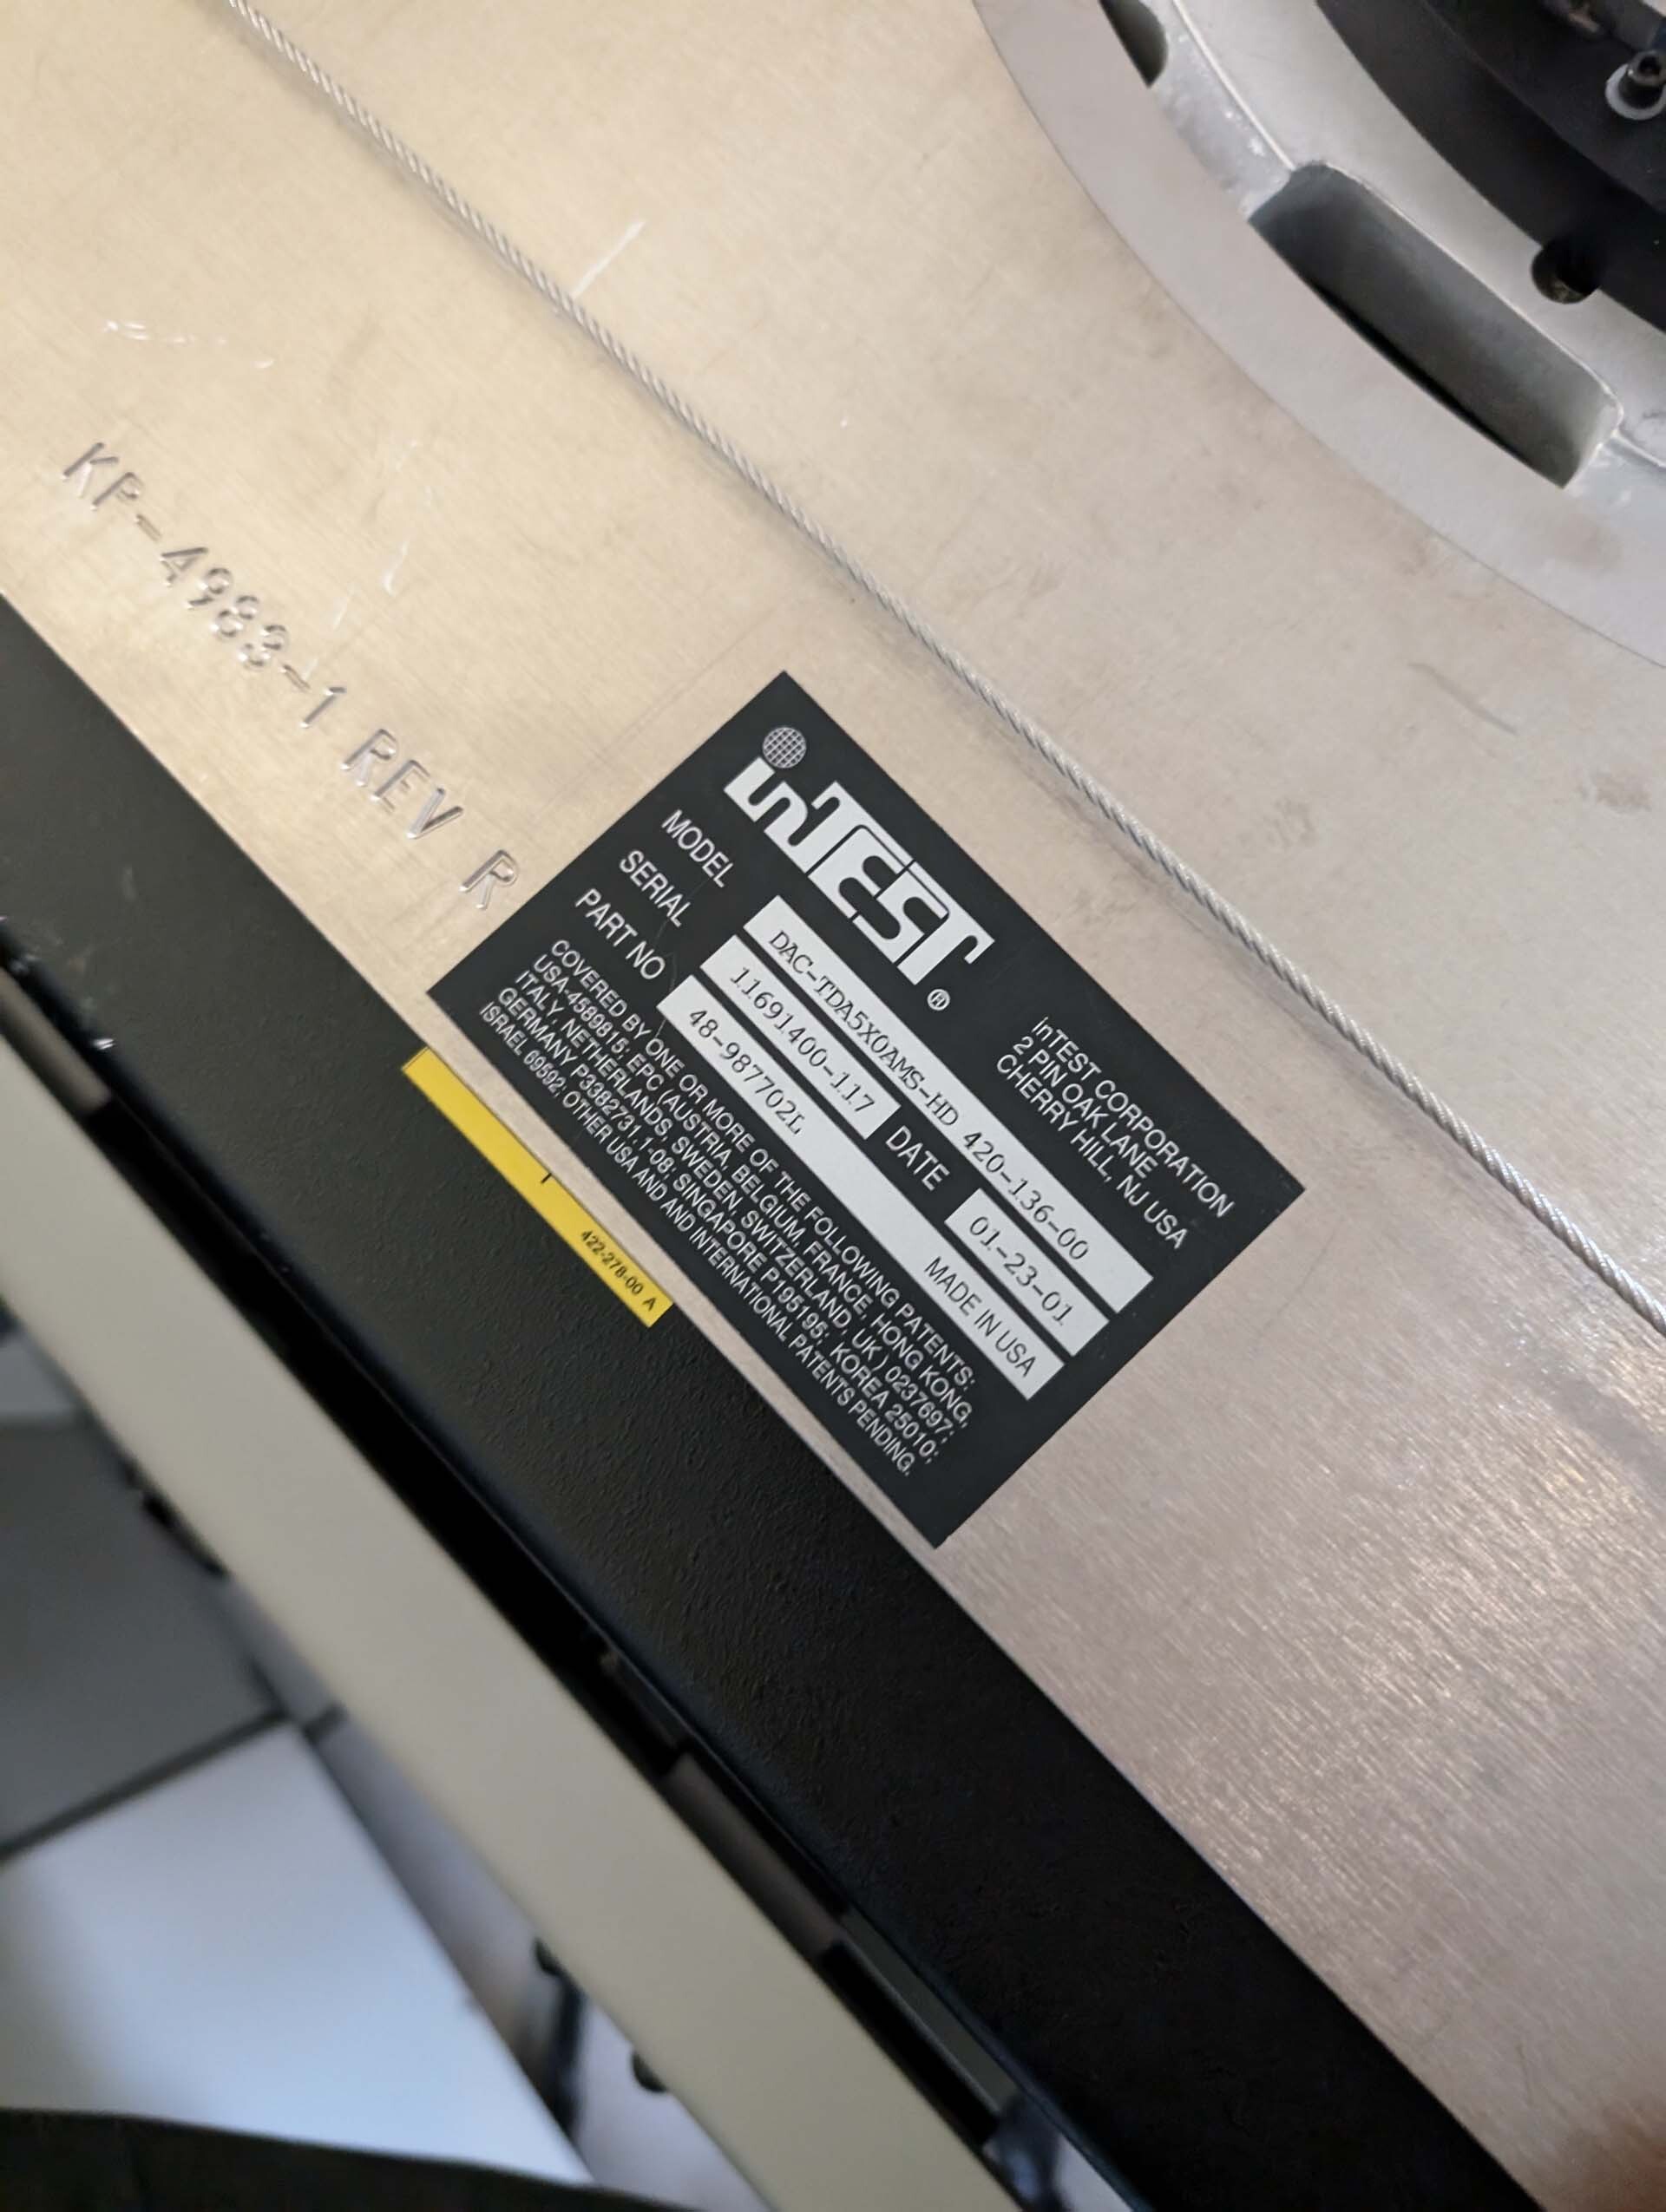 KP-4983-1 REV R
inTEST®
inTEST CORPORATION
2 PIN OAK LANE
CHERRY HILL, NJ USA
MODEL DAC-TDA5X0AMS-HD 420-136-00
SERIAL 11691400-117 DATE 01-23-01
PART NO 48-987702L MADE IN USA
COVERED BY ONE OR MORE OF THE FOLLOWING PATENTS:
USA-4589815; EPC (AUSTRIA, BELGIUM, FRANCE, HONG KONG,
ITALY, NETHERLANDS, SWEDEN, SWITZERLAND, UK) 0237697;
GERMANY P3382731.1-08; SINGAPORE P195195; KOREA 25010;
ISRAEL 69592; OTHER USA AND AND INTERNATIONAL PATENTS PENDING.
422-278-00 A